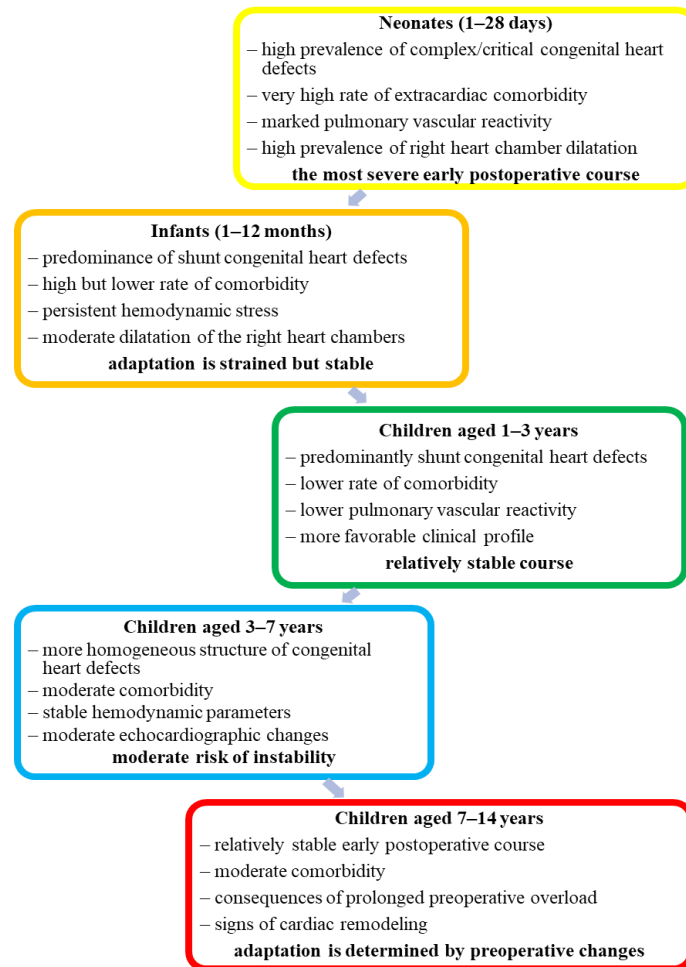 Neonates (1–28 days)
– high prevalence of complex/critical congenital heart
defects
– very high rate of extracardiac comorbidity
– marked pulmonary vascular reactivity
– high prevalence of right heart chamber dilatation
the most severe early postoperative course
Infants (1–12 months)
– predominance of shunt congenital heart defects
– high but lower rate of comorbidity
– persistent hemodynamic stress
– moderate dilatation of the right heart chambers
adaptation is strained but stable
Children aged 1–3 years
– predominantly shunt congenital heart defects
– lower rate of comorbidity
– lower pulmonary vascular reactivity
– more favorable clinical profile
relatively stable course
Children aged 3–7 years
– more homogeneous structure of congenital
heart defects
– moderate comorbidity
– stable hemodynamic parameters
– moderate echocardiographic changes
moderate risk of instability
Children aged 7–14 years
– relatively stable early postoperative course
– moderate comorbidity
– consequences of prolonged preoperative overload
– signs of cardiac remodeling
adaptation is determined by preoperative changes